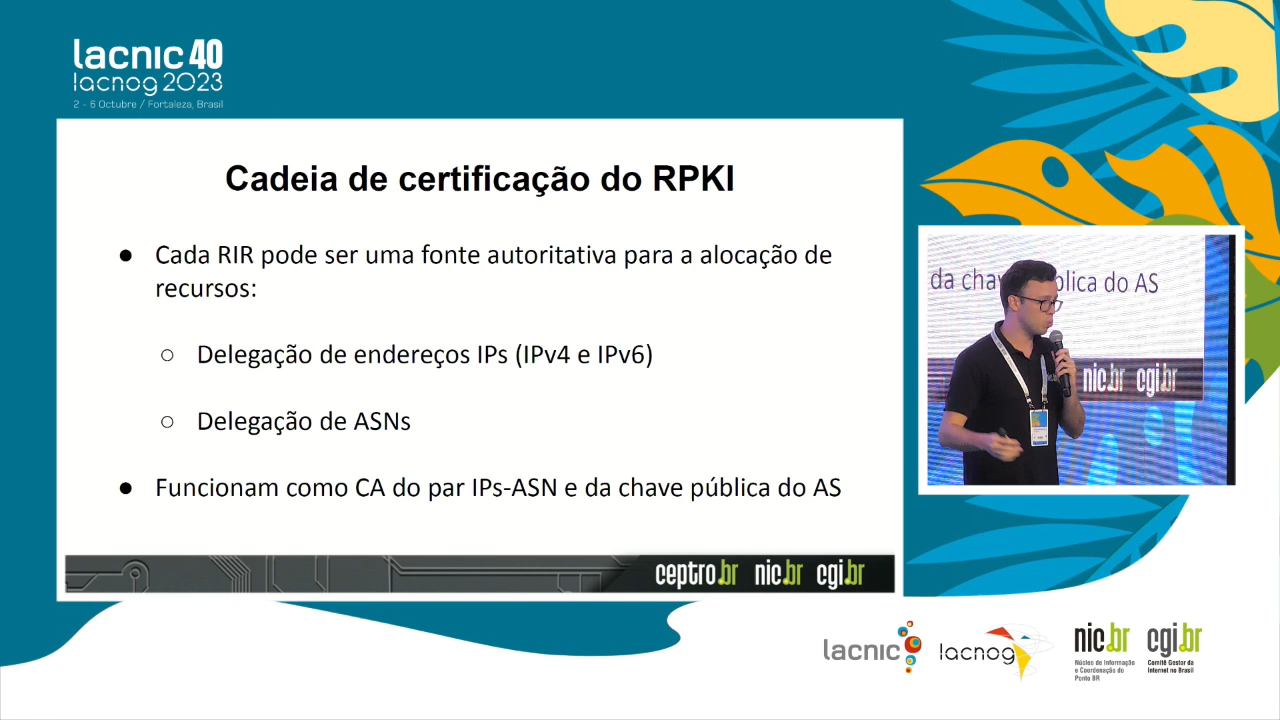 lacnic 40
lacnog 2023
2 - 6 Octubre / Fortaleza, Brasil
Cadeia de certificação do RPKI
● Cada RIR pode ser uma fonte autoritativa para a alocação de
recursos:
○ Delegação de endereços IPs (IPv4 e IPv6)
○ Delegação de ASNs
● Funcionam como CA do par IPs-ASN e da chave pública do AS
ceptro.br nic.br cgi.br
da cha blica do AS
nic.br cgi.br
lacnic
lacnog
nic.br
Núcleo de Informação
e Coordenação do
Ponto BR
cgi.br
Comitê Gestor da
Internet no Brasil